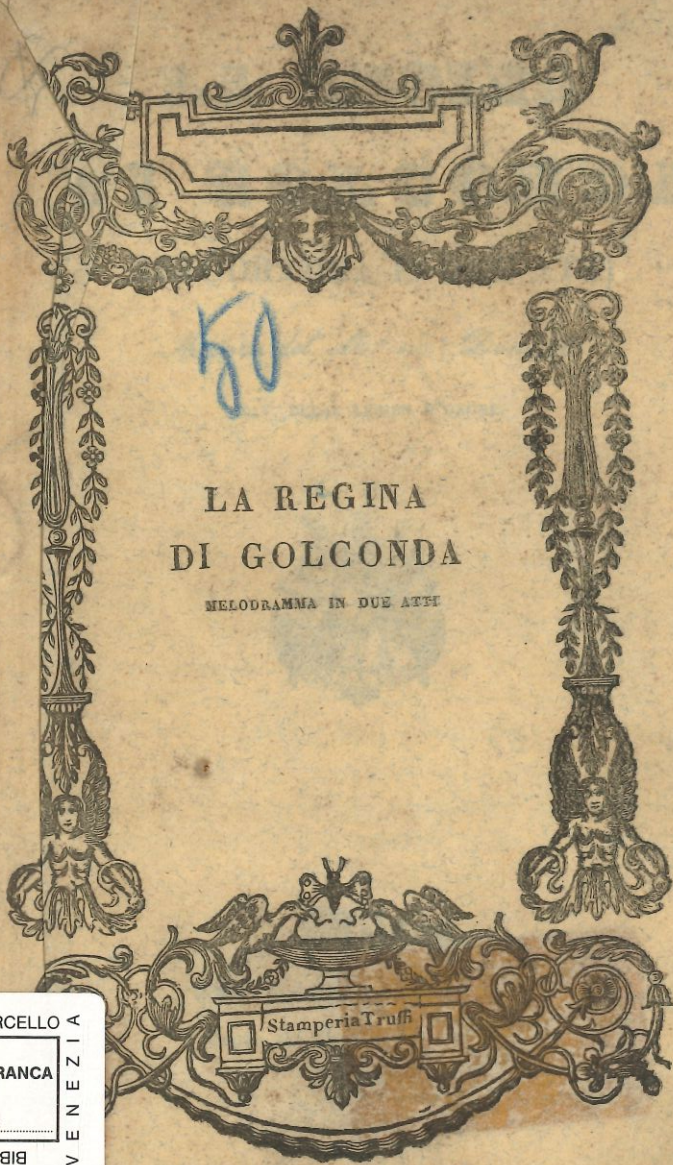 50
LA REGINA
DI GOLCONDA
MELODRAMMA IN DUE ATTI
Stamperia Truffi
RCELLO
RANCA
VENEZIA
BIB